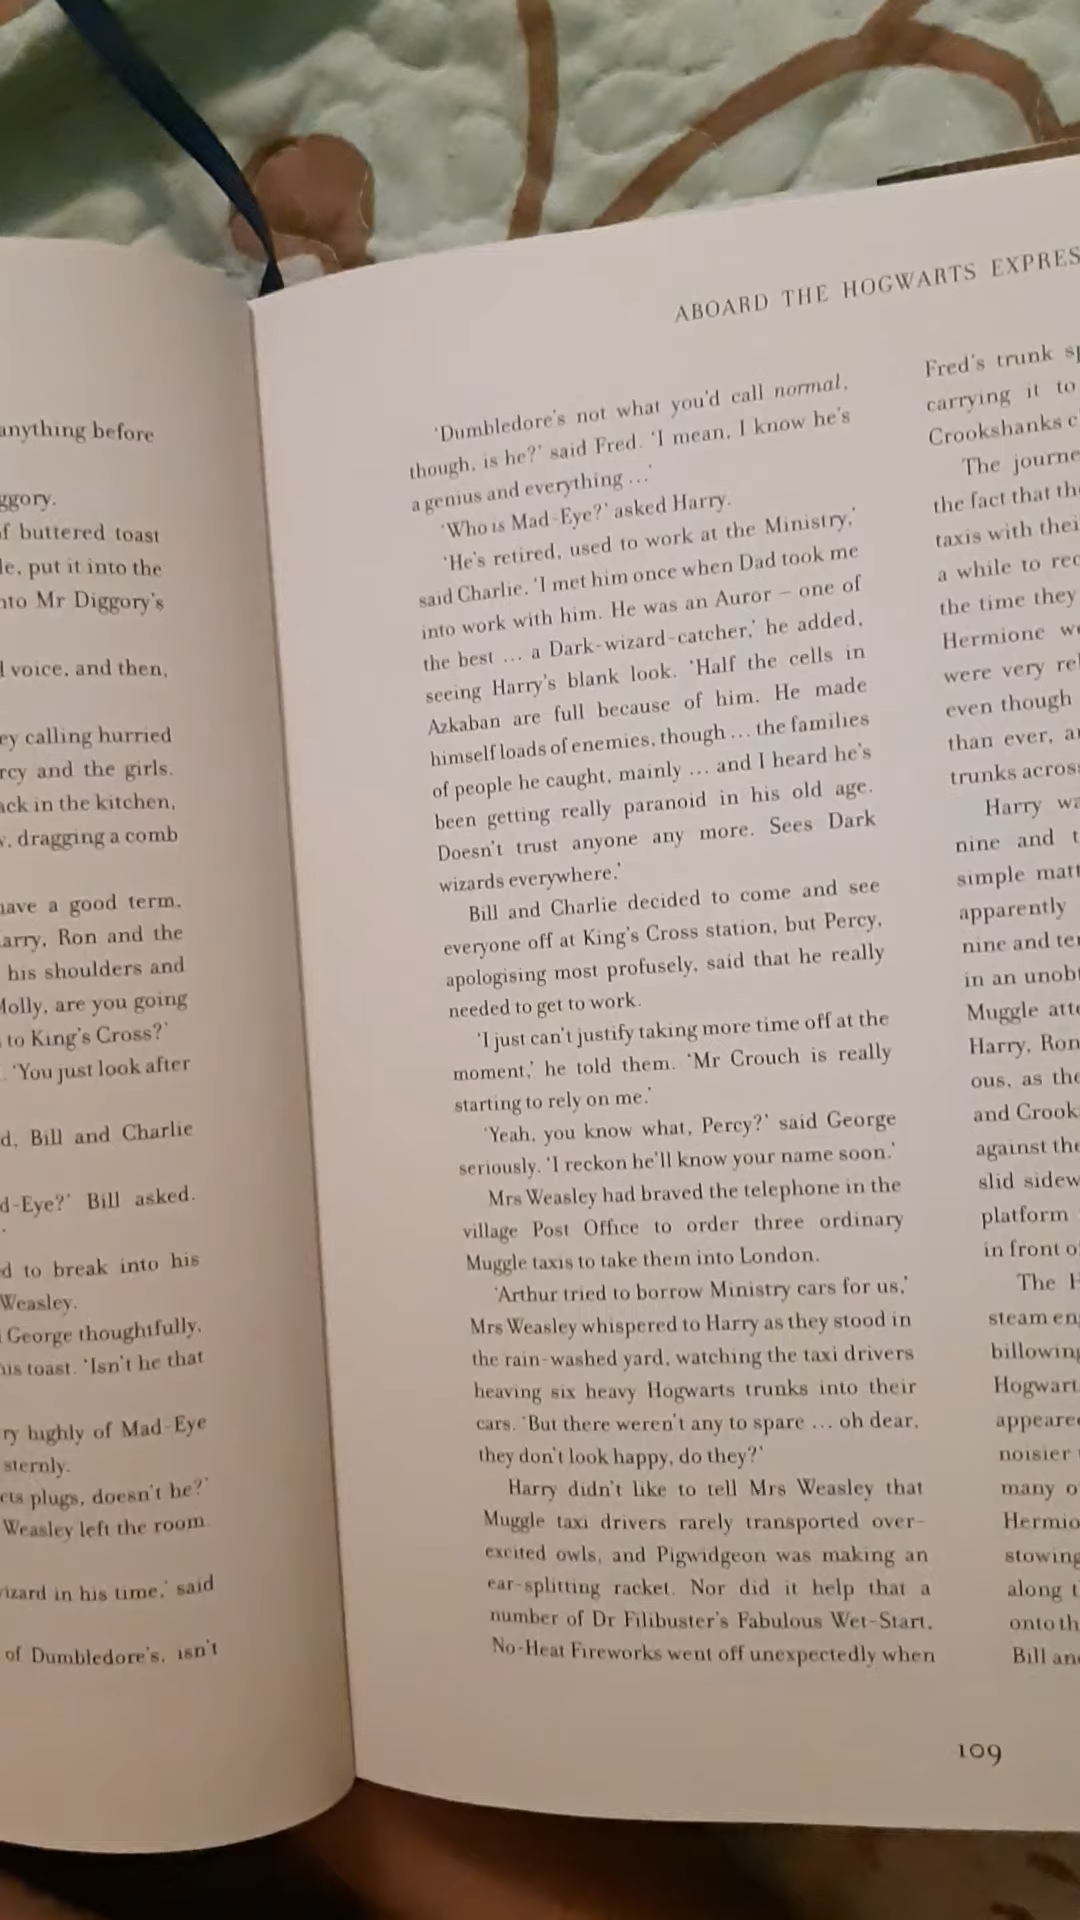 anything before
ggory.
of buttered toast
le, put it into the
nto Mr Diggory's
voice, and then,
ey calling hurried
rcy and the girls.
ack in the kitchen,
dragging a comb
have a good term,
arry, Ron and the
his shoulders and
Molly, are you going
to King's Cross?'
'You just look after
d, Bill and Charlie
d-Eye?' Bill asked.
d to break into his
Weasley.
George thoughtfully,
his toast. 'Isn't he that
ry highly of Mad-Eye
sternly.
cts plugs, doesn't he?'
Weasley left the room.
izard in his time,' said
of Dumbledore's, isn't
ABOARD THE HOGWARTS EXPRES
'Dumbledore's not what you'd call normal,
though, is he?' said Fred. 'I mean, I know he's
a genius and everything ...'
'Who is Mad-Eye?' asked Harry.
'He's retired, used to work at the Ministry,'
said Charlie. 'I met him once when Dad took me
into work with him. He was an Auror – one of
the best ... a Dark-wizard-catcher,' he added,
seeing Harry's blank look. 'Half the cells in
Azkaban are full because of him. He made
himself loads of enemies, though ... the families
of people he caught, mainly ... and I heard he's
been getting really paranoid in his old age.
Doesn't trust anyone any more. Sees Dark
wizards everywhere.'
Bill and Charlie decided to come and see
everyone off at King's Cross station, but Percy,
apologising most profusely, said that he really
needed to get to work.
'I just can't justify taking more time off at the
moment,' he told them. 'Mr Crouch is really
starting to rely on me.'
'Yeah, you know what, Percy?' said George
seriously. 'I reckon he'll know your name soon.'
Mrs Weasley had braved the telephone in the
village Post Office to order three ordinary
Muggle taxis to take them into London.
'Arthur tried to borrow Ministry cars for us,'
Mrs Weasley whispered to Harry as they stood in
the rain-washed yard, watching the taxi drivers
heaving six heavy Hogwarts trunks into their
cars. 'But there weren't any to spare ... oh dear,
they don't look happy, do they?'
Harry didn't like to tell Mrs Weasley that
Muggle taxi drivers rarely transported over-
excited owls, and Pigwidgeon was making an
ear-splitting racket. Nor did it help that a
number of Dr Filibuster's Fabulous Wet-Start,
No-Heat Fireworks went off unexpectedly when
Fred's trunk sp
carrying it to
Crookshanks c
The journe
the fact that the
taxis with thei
a while to rec
the time they
Hermione we
were very rel
even though
than ever, a
trunks across
Harry wa
nine and t
simple matt
apparently
nine and te
in an unobt
Muggle atte
Harry, Ron
ous, as the
and Crook
against the
slid sidew
platform
in front of
The H
steam en
billowing
Hogwart
appeare
noisier
many o
Hermio
stowing
along t
onto th
Bill an
109